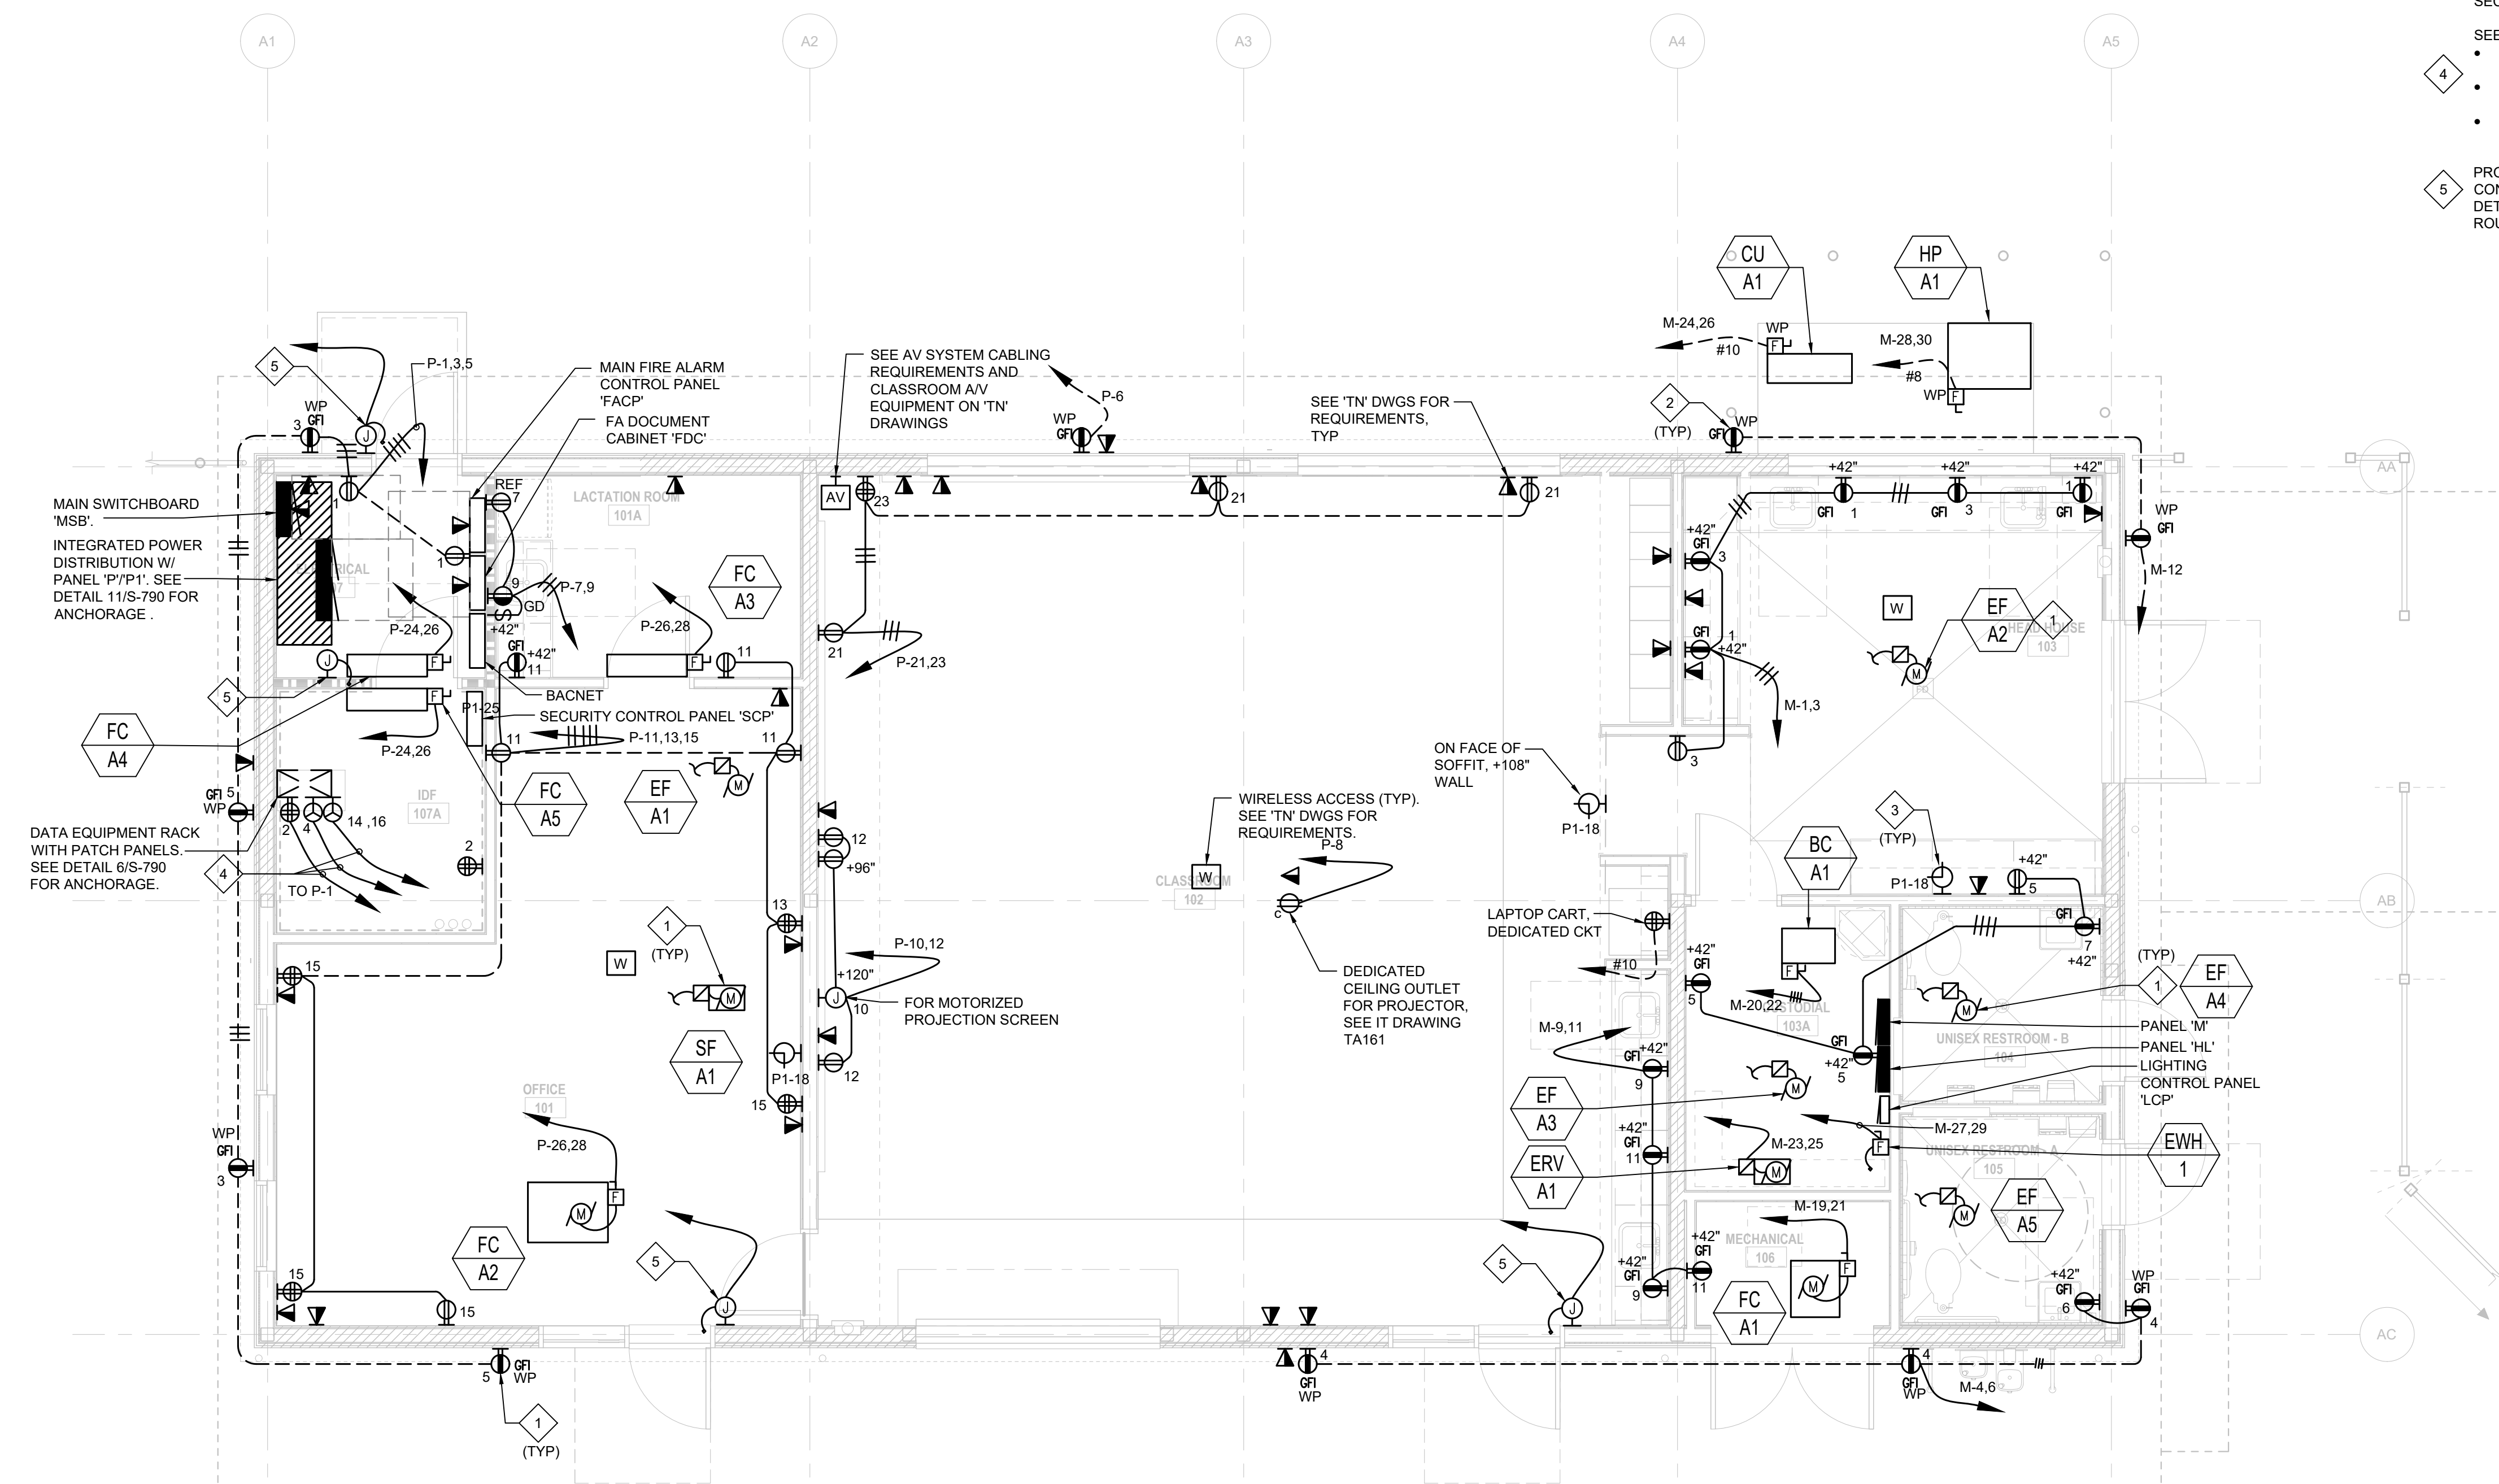 A1
A2
A3
A4
A5
SEE
4
5
CU
A1
HP
A1
M-24,26
WP
#10
M-28,30
#8
WP
F
F
5
P-1,3,5
MAIN FIRE ALARM
CONTROL PANEL
'FACP'
FA DOCUMENT
CABINET 'FDC'
SEE AV SYSTEM CABLING
REQUIREMENTS AND
CLASSROOM A/V
EQUIPMENT ON 'TN'
DRAWINGS
P-6
WP
GFI
SEE 'TN' DWGS FOR
REQUIREMENTS,
TYP
2
(TYP)
WP
GFI
WP
GFI
3
J
AA
MAIN SWITCHBOARD
'MSB'.
INTEGRATED POWER
DISTRIBUTION W/
PANEL 'P'/'P1'. SEE
DETAIL 11/S-790 FOR
ANCHORAGE .
1
1
REF
7
LACTATION ROOM
101A
AV
23
21
21
+42"
GFI
1
+42"
GFI
3
+42"
1
GFI
WP
GFI
M-12
+42"
GFI
3
9
GD
S
P-7,9
FC
A3
P-24,26
P-26,28
F
F
+42"
GFI
11
11
21
P-21,23
GFI
1
+42"
W
EF
A2
1
HEAD HOUSE
103
FD
M
M-1,3
3
J
5
F
BACNET
P1-25
SECURITY CONTROL PANEL 'SCP'
P-11,13,15
11
11
P-24,26
FC
A4
FC
A5
EF
A1
M
ON FACE OF
SOFFIT, +108"
WALL
P1-18
GFI
5
WP
IDF
107A
2
4
14 ,16
2
DATA EQUIPMENT RACK
WITH PATCH PANELS.
SEE DETAIL 6/S-790
FOR ANCHORAGE.
4
TO P-1
WIRELESS ACCESS (TYP).
SEE 'TN' DWGS FOR
REQUIREMENTS.
P-8
W
CLASSROOM
102
c
12
+96"
3
(TYP)
BC
A1
P1-18
+42"
5
AB
13
1
(TYP)
W
M
P-10,12
+120"
J
10
FOR MOTORIZED
PROJECTION SCREEN
DEDICATED
CEILING OUTLET
FOR PROJECTOR,
SEE IT DRAWING
TA161
LAPTOP CART,
DEDICATED CKT
#10
+42"
GFI
5
F
M-20,22
CUSTODIAL
103A
GFI
7
+42"
(TYP)
1
EF
A4
M
15
SF
A1
P1-18
15
12
M-9,11
GFI
+42"
9
GFI
+42"
5
UNISEX RESTROOM - B
104
PANEL 'M'
PANEL 'HL'
LIGHTING
CONTROL PANEL
'LCP'
OFFICE
101
EF
A3
M
ERV
A1
M-23,25
M
M-27,29
F
EWH
1
+42"
GFI
11
UNISEX RESTROOM - A
105
WP
GFI
3
P-26,28
F
M
FC
A2
5
J
5
J
M-19,21
MECHANICAL
106
F
M
FC
A1
+42"
GFI
11
+42"
GFI
9
M
EF
A5
+42"
GFI
6
WP
GFI
4
15
15
AC
5
GFI
WP
1
(TYP)
4
GFI
WP
4
GFI
WP
M-4,6